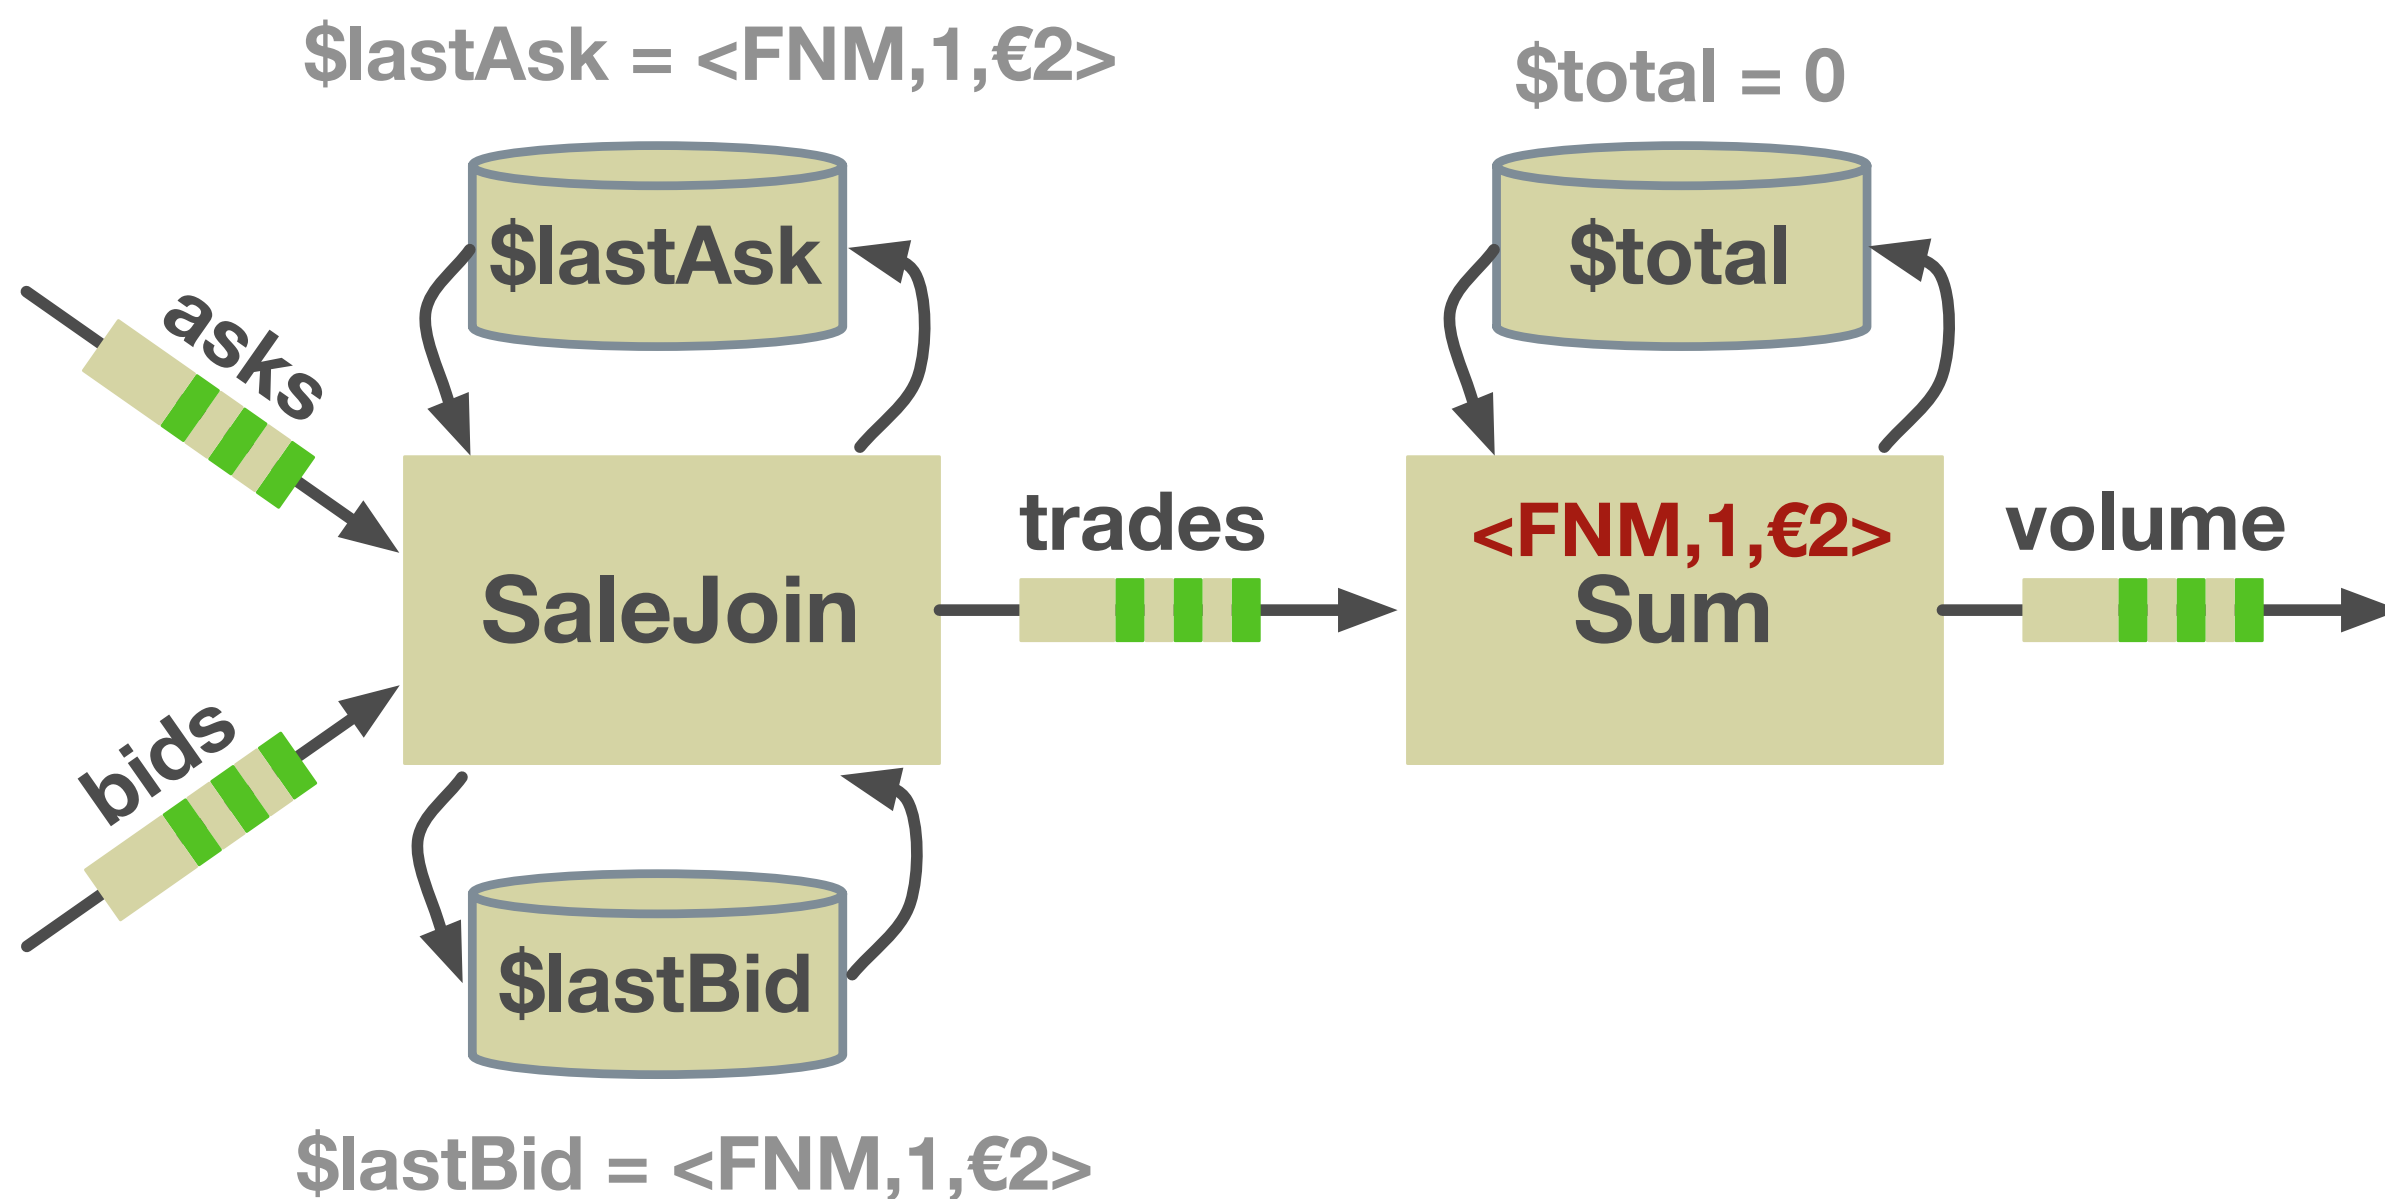 $lastAsk = <FNM,1,€2>
$total = 0
$lastAsk
$total
asks
SaleJoin
trades
<FNM,1,€2>
Sum
volume
bids
$lastBid
$lastBid = <FNM,1,€2>